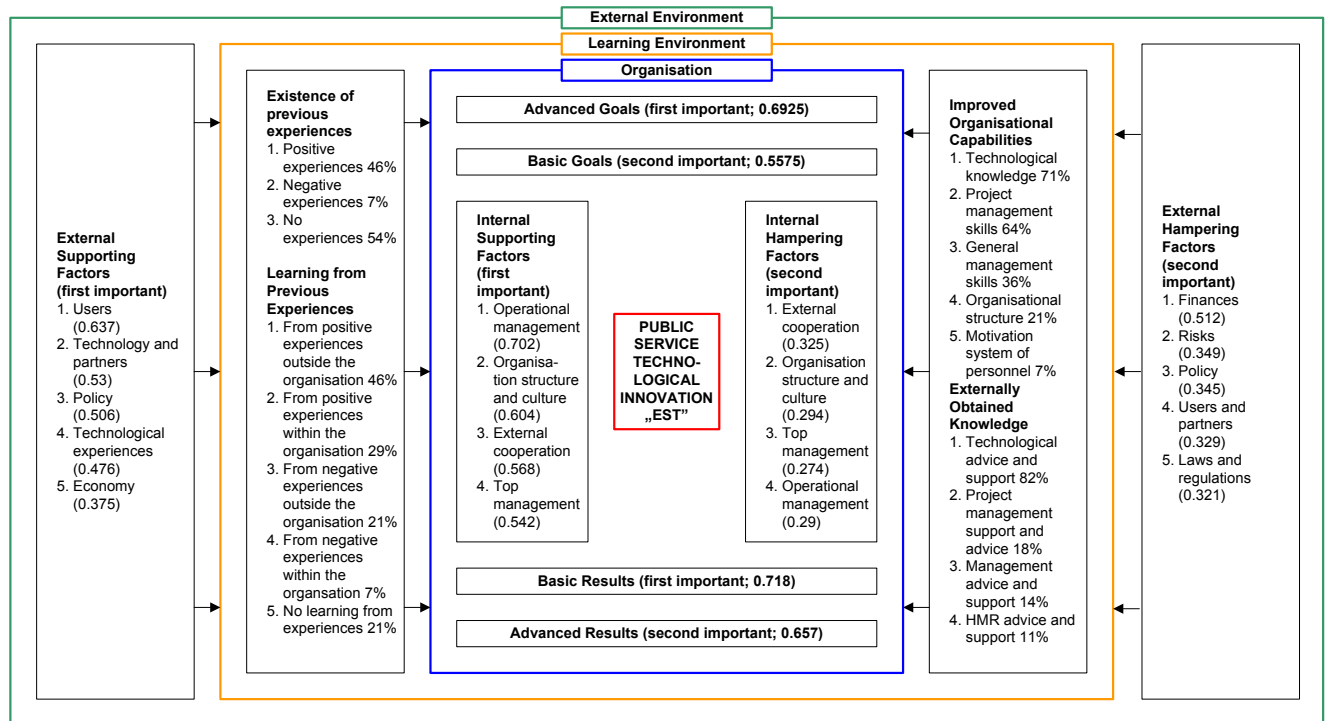 External Environment
Learning Environment
Organisation
External
Supporting
Factors
(first important)
1. Users
(0.637)
2. Technology and
partners
(0.53)
3. Policy
(0.506)
4. Technological
experiences
(0.476)
5. Economy
(0.375)
Existence of
previous
experiences
1. Positive
experiences 46%
2. Negative
experiences 7%
3. No
experiences 54%
Learning from
Previous
Experiences
1. From positive
experiences
outside the
organisation 46%
2. From positive
experiences
within the
organisation 29%
3. From negative
experiences
outside the
organisation 21%
4. From negative
experiences
within the
organsation 7%
5. No learning from
experiences 21%
Advanced Goals (first important; 0.6925)
Basic Goals (second important; 0.5575)
Internal
Supporting
Factors
(first
important)
1. Operational
management
(0.702)
2. Organisa-
tion structure
and culture
(0.604)
3. External
cooperation
(0.568)
4. Top
management
(0.542)
PUBLIC
SERVICE
TECHNO-
LOGICAL
INNOVATION
„EST”
Internal
Hampering
Factors
(second
important)
1. External
cooperation
(0.325)
2. Organisation
structure and
culture
(0.294)
3. Top
management
(0.274)
4. Operational
management
(0.29)
Basic Results (first important; 0.718)
Advanced Results (second important; 0.657)
Improved
Organisational
Capabilities
1. Technological
knowledge 71%
2. Project
management
skills 64%
3. General
management
skills 36%
4. Organisational
structure 21%
5. Motivation
system of
personnel 7%
Externally
Obtained
Knowledge
1. Technological
advice and
support 82%
2. Project
management
support and
advice 18%
3. Management
advice and
support 14%
4. HMR advice and
support 11%
External
Hampering
Factors
(second
important)
1. Finances
(0.512)
2. Risks
(0.349)
3. Policy
(0.345)
4. Users and
partners
(0.329)
5. Laws and
regulations
(0.321)